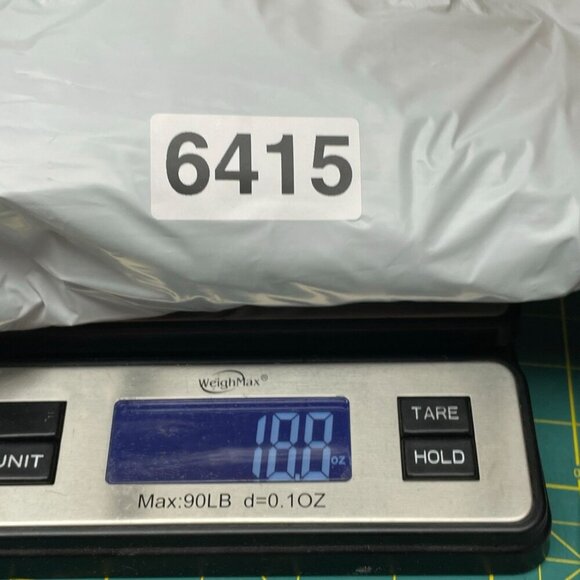 6415
WeighMax®
18.8 oz
TARE
UNIT
HOLD
Max:90LB d=0.1OZ